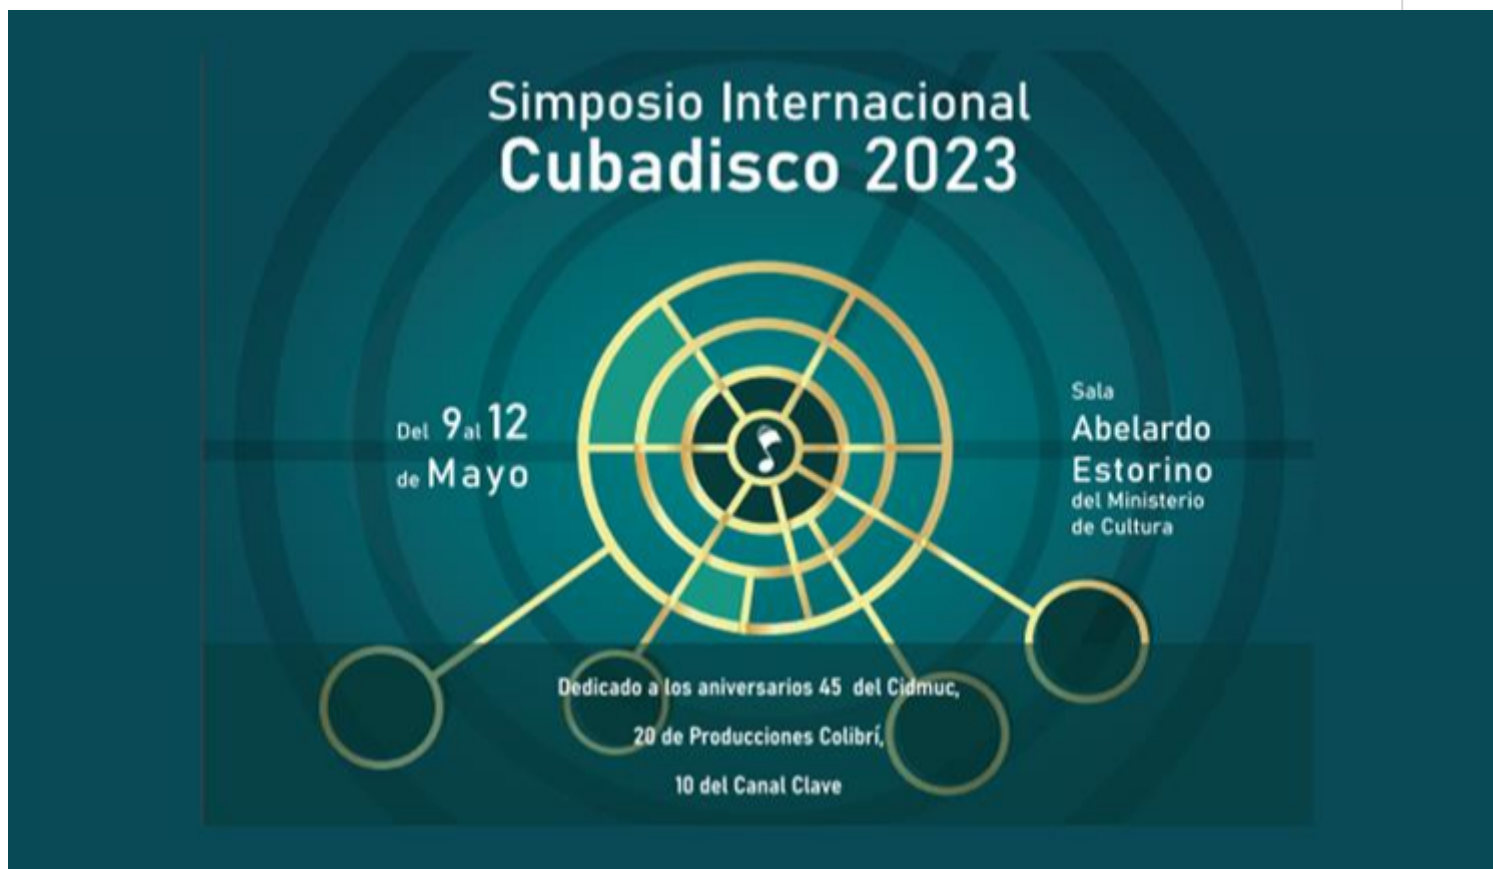 Simposio Internacional
Cubadisco 2023
Del 9 al 12
de Mayo
Sala
Abelardo
Estorino
del Ministerio
de Cultura
Dedicado a los aniversarios 45 del Cidmuc,
20 de Producciones Colibrí,
10 del Canal Clave